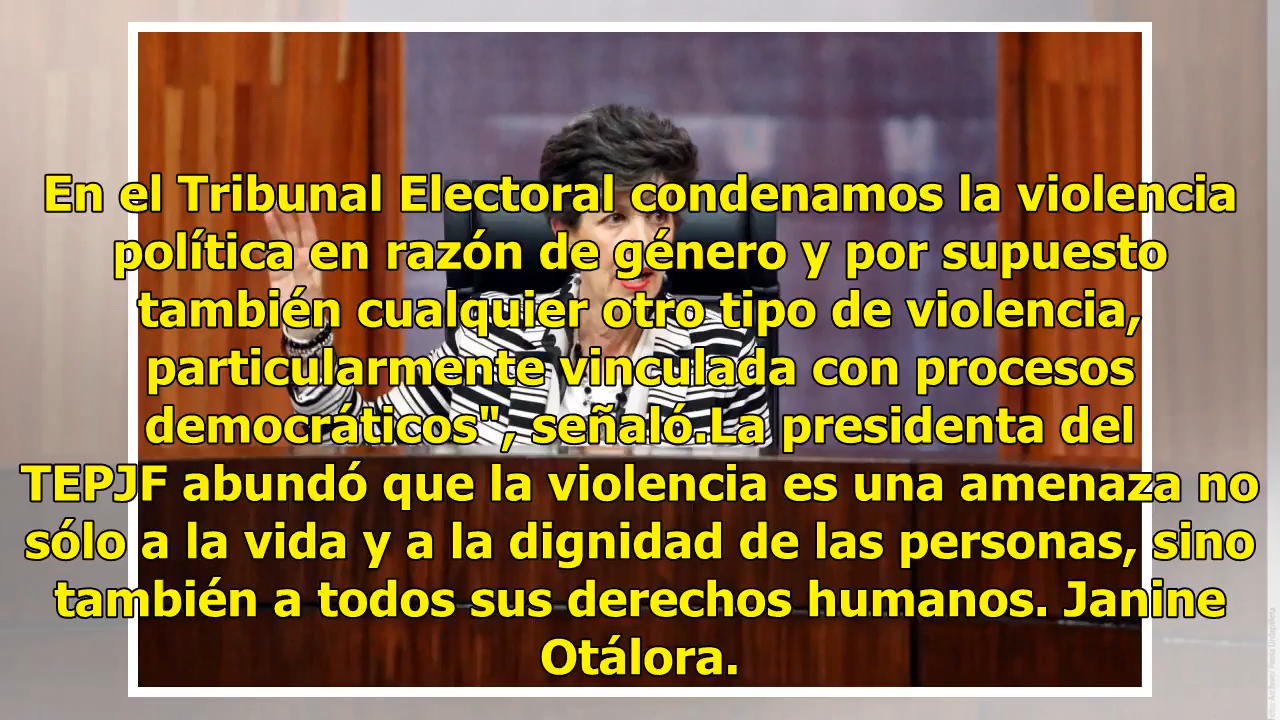 En el Tribunal Electoral condenamos la violencia
política en razón de género y por supuesto
también cualquier otro tipo de violencia,
particularmente vinculada con procesos
democráticos", señaló.La presidenta del
TEPJF abundó que la violencia es una amenaza no
sólo a la vida y a la dignidad de las personas, sino
también a todos sus derechos humanos. Janine
Otálora.